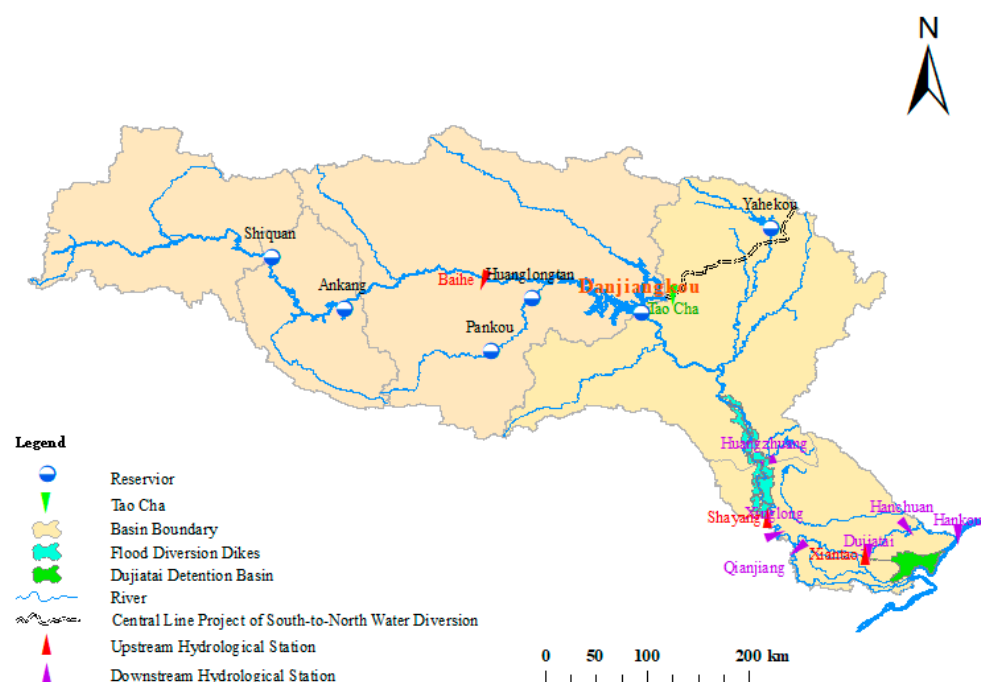 N
Yahekou
Shiquan
Ankang
Baihe
Huanglongtan
Danjiangkou
Tao Cha
Pankou
Huangzhuang
Shayang
Xinglong
Hanchuan
Hankou
Dujiatai
Xiantao
Qianjiang
Legend
Reservior
Tao Cha
Basin Boundary
Flood Diversion Dikes
Dujiatai Detention Basin
River
Central Line Project of South-to-North Water Diversion
Upstream Hydrological Station
Downstream Hydrological Station
0 50 100 200 km